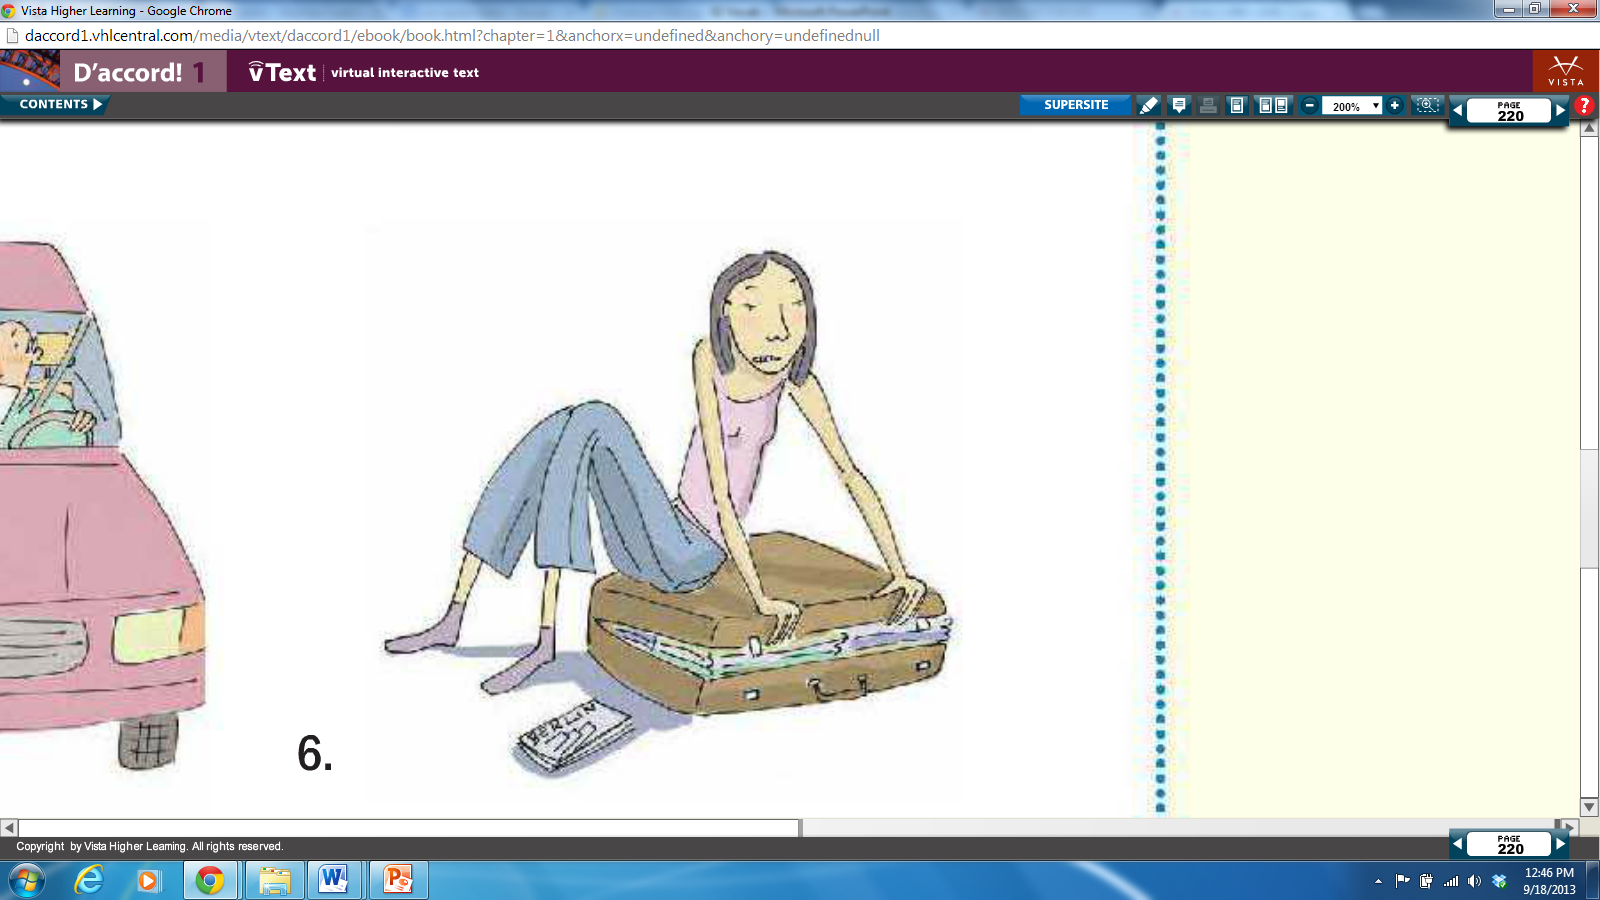 Vista Higher Learning - Google Chrome
daccord1.vhlcentral.com/media/vtext/daccord1/ebook/book.html?chapter=1&anchorx=undefined&anchory=undefinednull
D'accord! 1 vText | virtual interactive text
VISTA
CONTENTS
SUPERSITE
200%
PAGE
220
?
BERLIN
6.
Copyright by Vista Higher Learning. All rights reserved.
PAGE
220
12:46 PM
9/18/2013